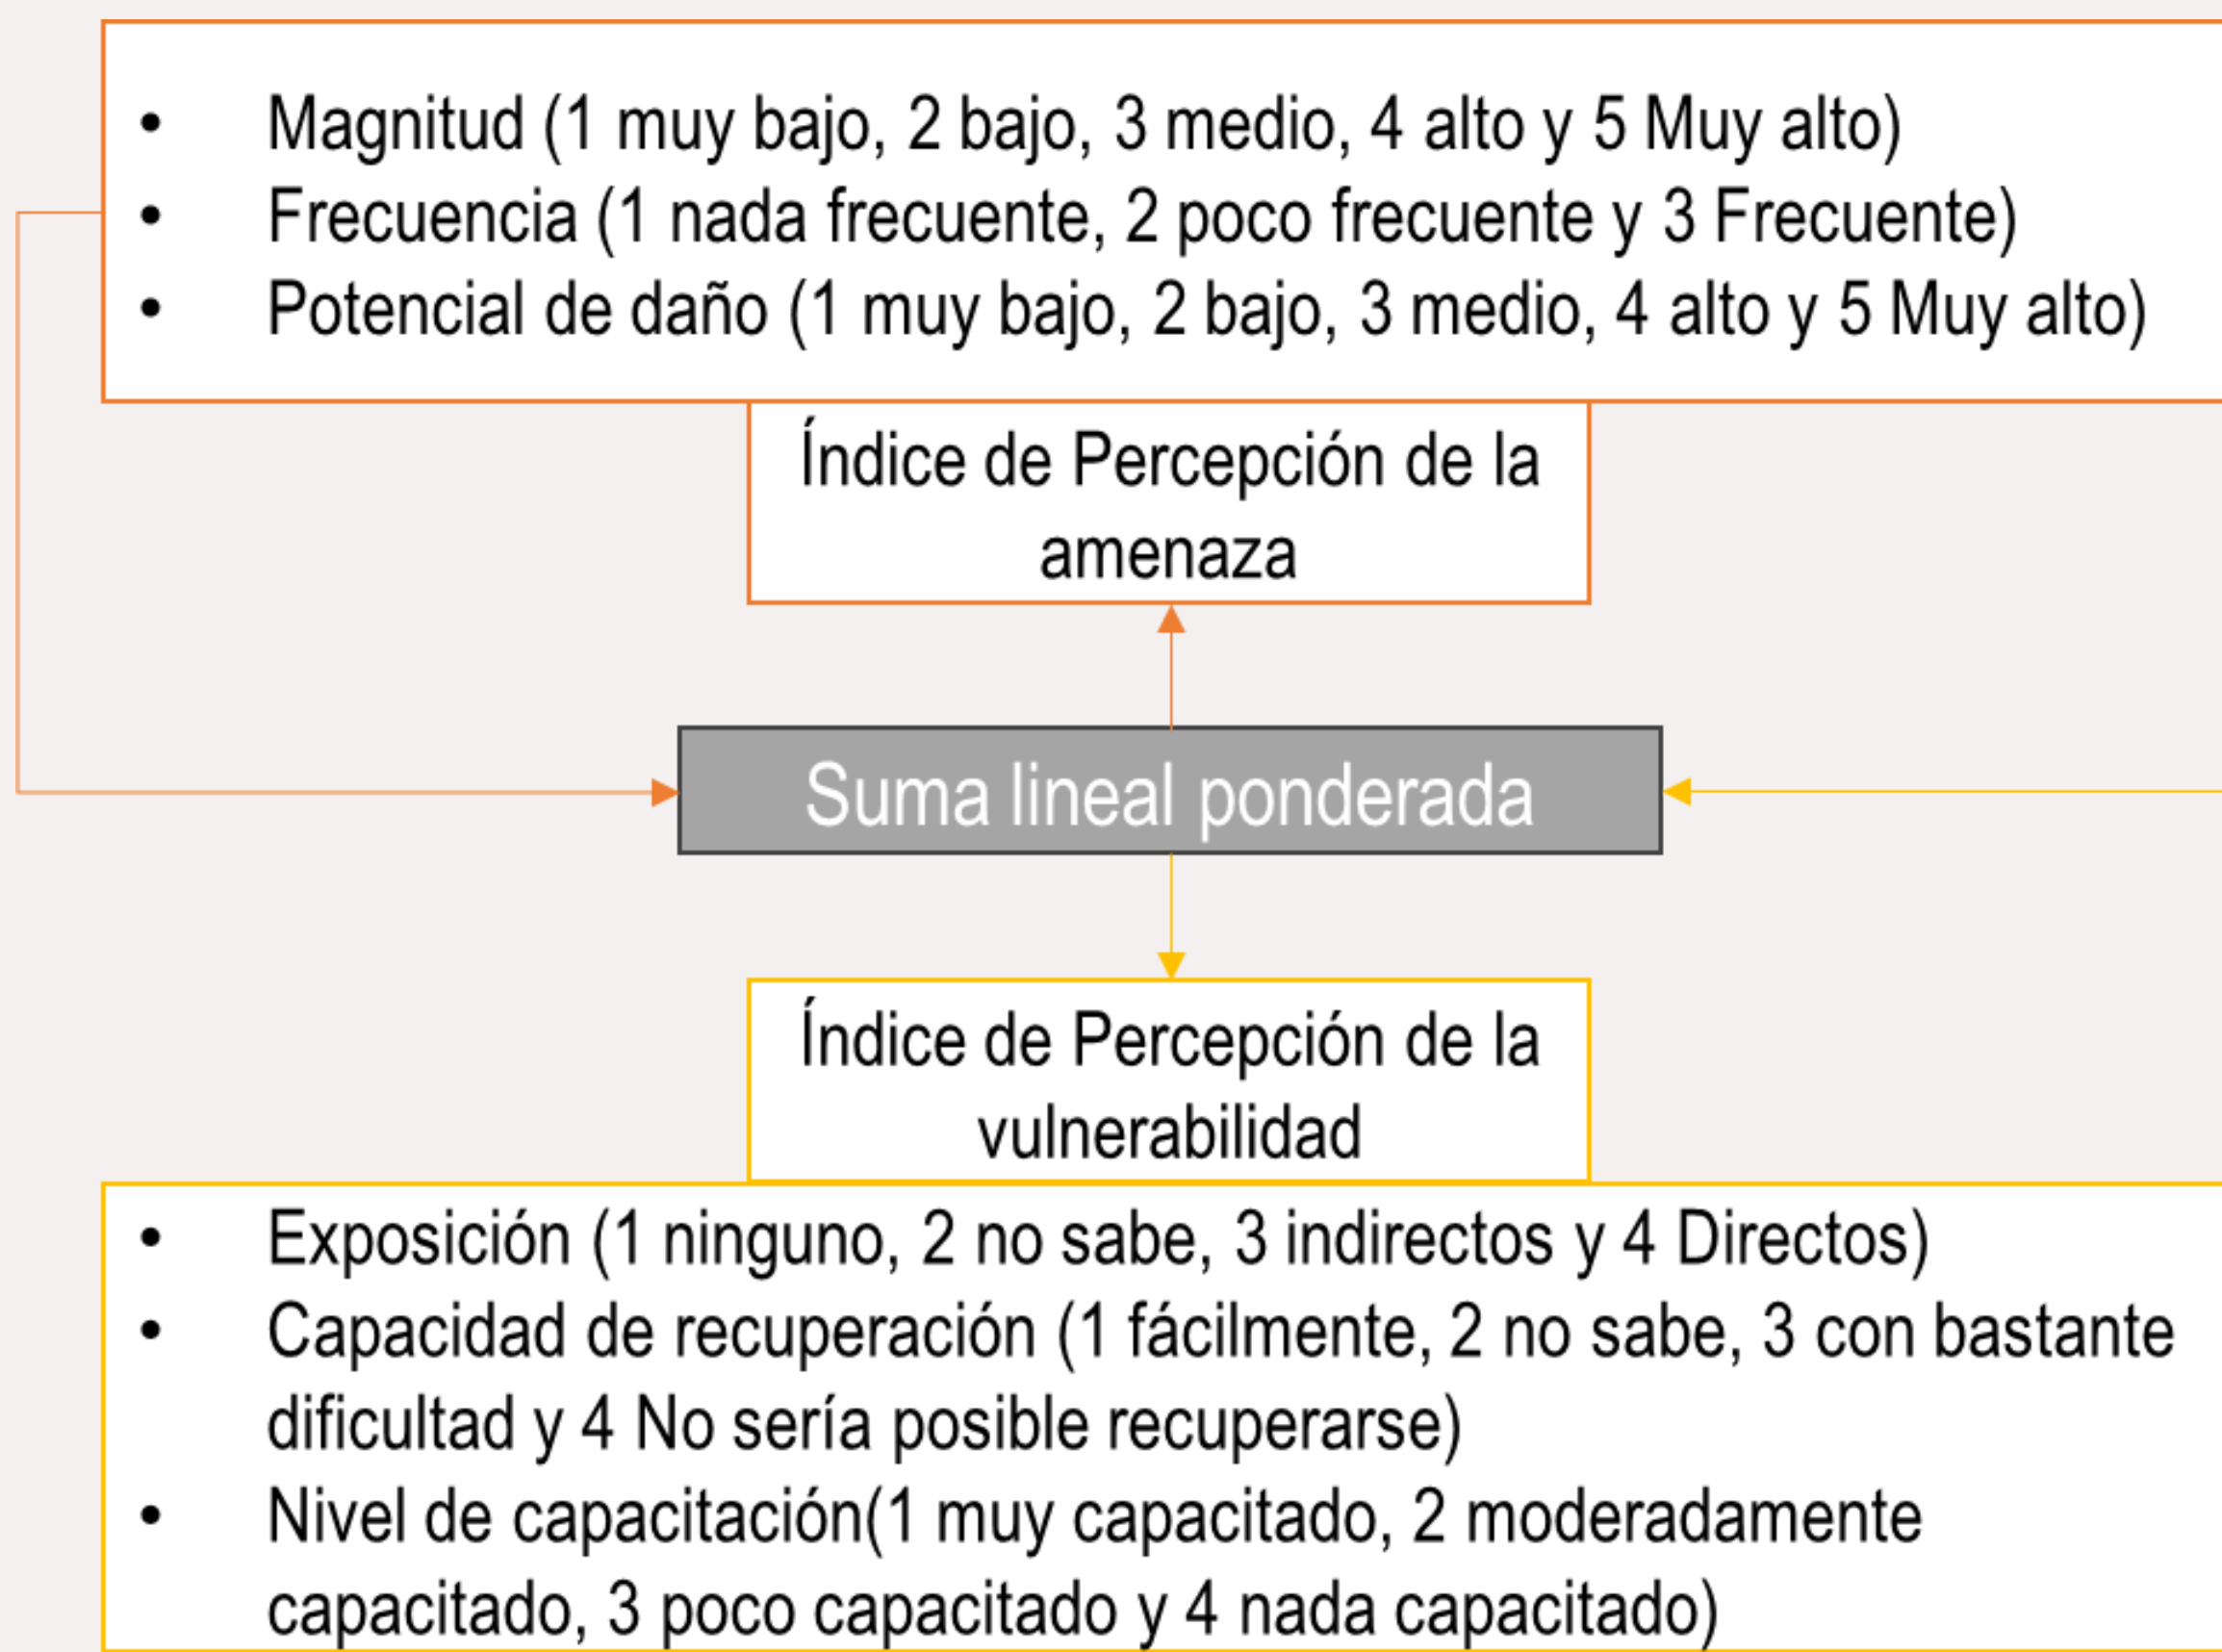 • Magnitud (1 muy bajo, 2 bajo, 3 medio, 4 alto y 5 Muy alto)
• Frecuencia (1 nada frecuente, 2 poco frecuente y 3 Frecuente)
• Potencial de daño (1 muy bajo, 2 bajo, 3 medio, 4 alto y 5 Muy alto)
Índice de Percepción de la
amenaza
Suma lineal ponderada
Índice de Percepción de la
vulnerabilidad
• Exposición (1 ninguno, 2 no sabe, 3 indirectos y 4 Directos)
• Capacidad de recuperación (1 fácilmente, 2 no sabe, 3 con bastante
dificultad y 4 No sería posible recuperarse)
• Nivel de capacitación(1 muy capacitado, 2 moderadamente
capacitado, 3 poco capacitado y 4 nada capacitado)